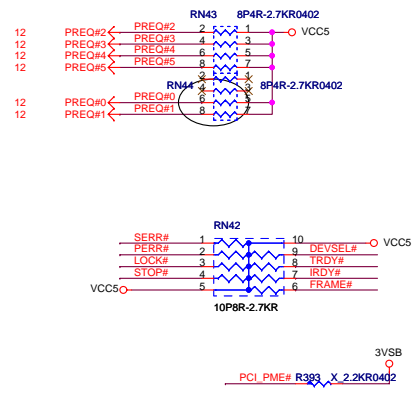 RN43 8P4R-2.7KR0402
12 PREQ#2 PREQ#2 2 1 VCC5
12 PREQ#3 PREQ#3 4 3
12 PREQ#4 PREQ#4 6 5
12 PREQ#5 PREQ#5 8 7
2 1
RN44 8P4R-2.7KR0402
4 3
12 PREQ#0 PREQ#0 6 5
12 PREQ#1 PREQ#1 8 7
RN42
SERR# 1 10 VCC5
PERR# 2 9 DEVSEL#
LOCK# 3 8 TRDY#
STOP# 4 7 IRDY#
VCC5 5 6 FRAME#
10P8R-2.7KR
3VSB
PCI_PME# R393 X_2.2KR0402